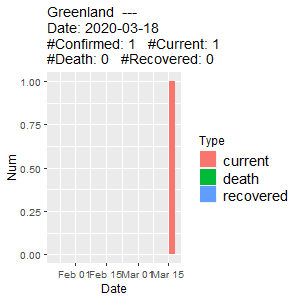 Greenland  ---
Date: 2020-03-18
#Confirmed: 1   #Current: 1
#Death: 0   #Recovered: 0
1.00
0.75
0.50
0.25
0.00
Num
Feb 01 Feb 15 Mar 01 Mar 15
Date
Type
current
death
recovered